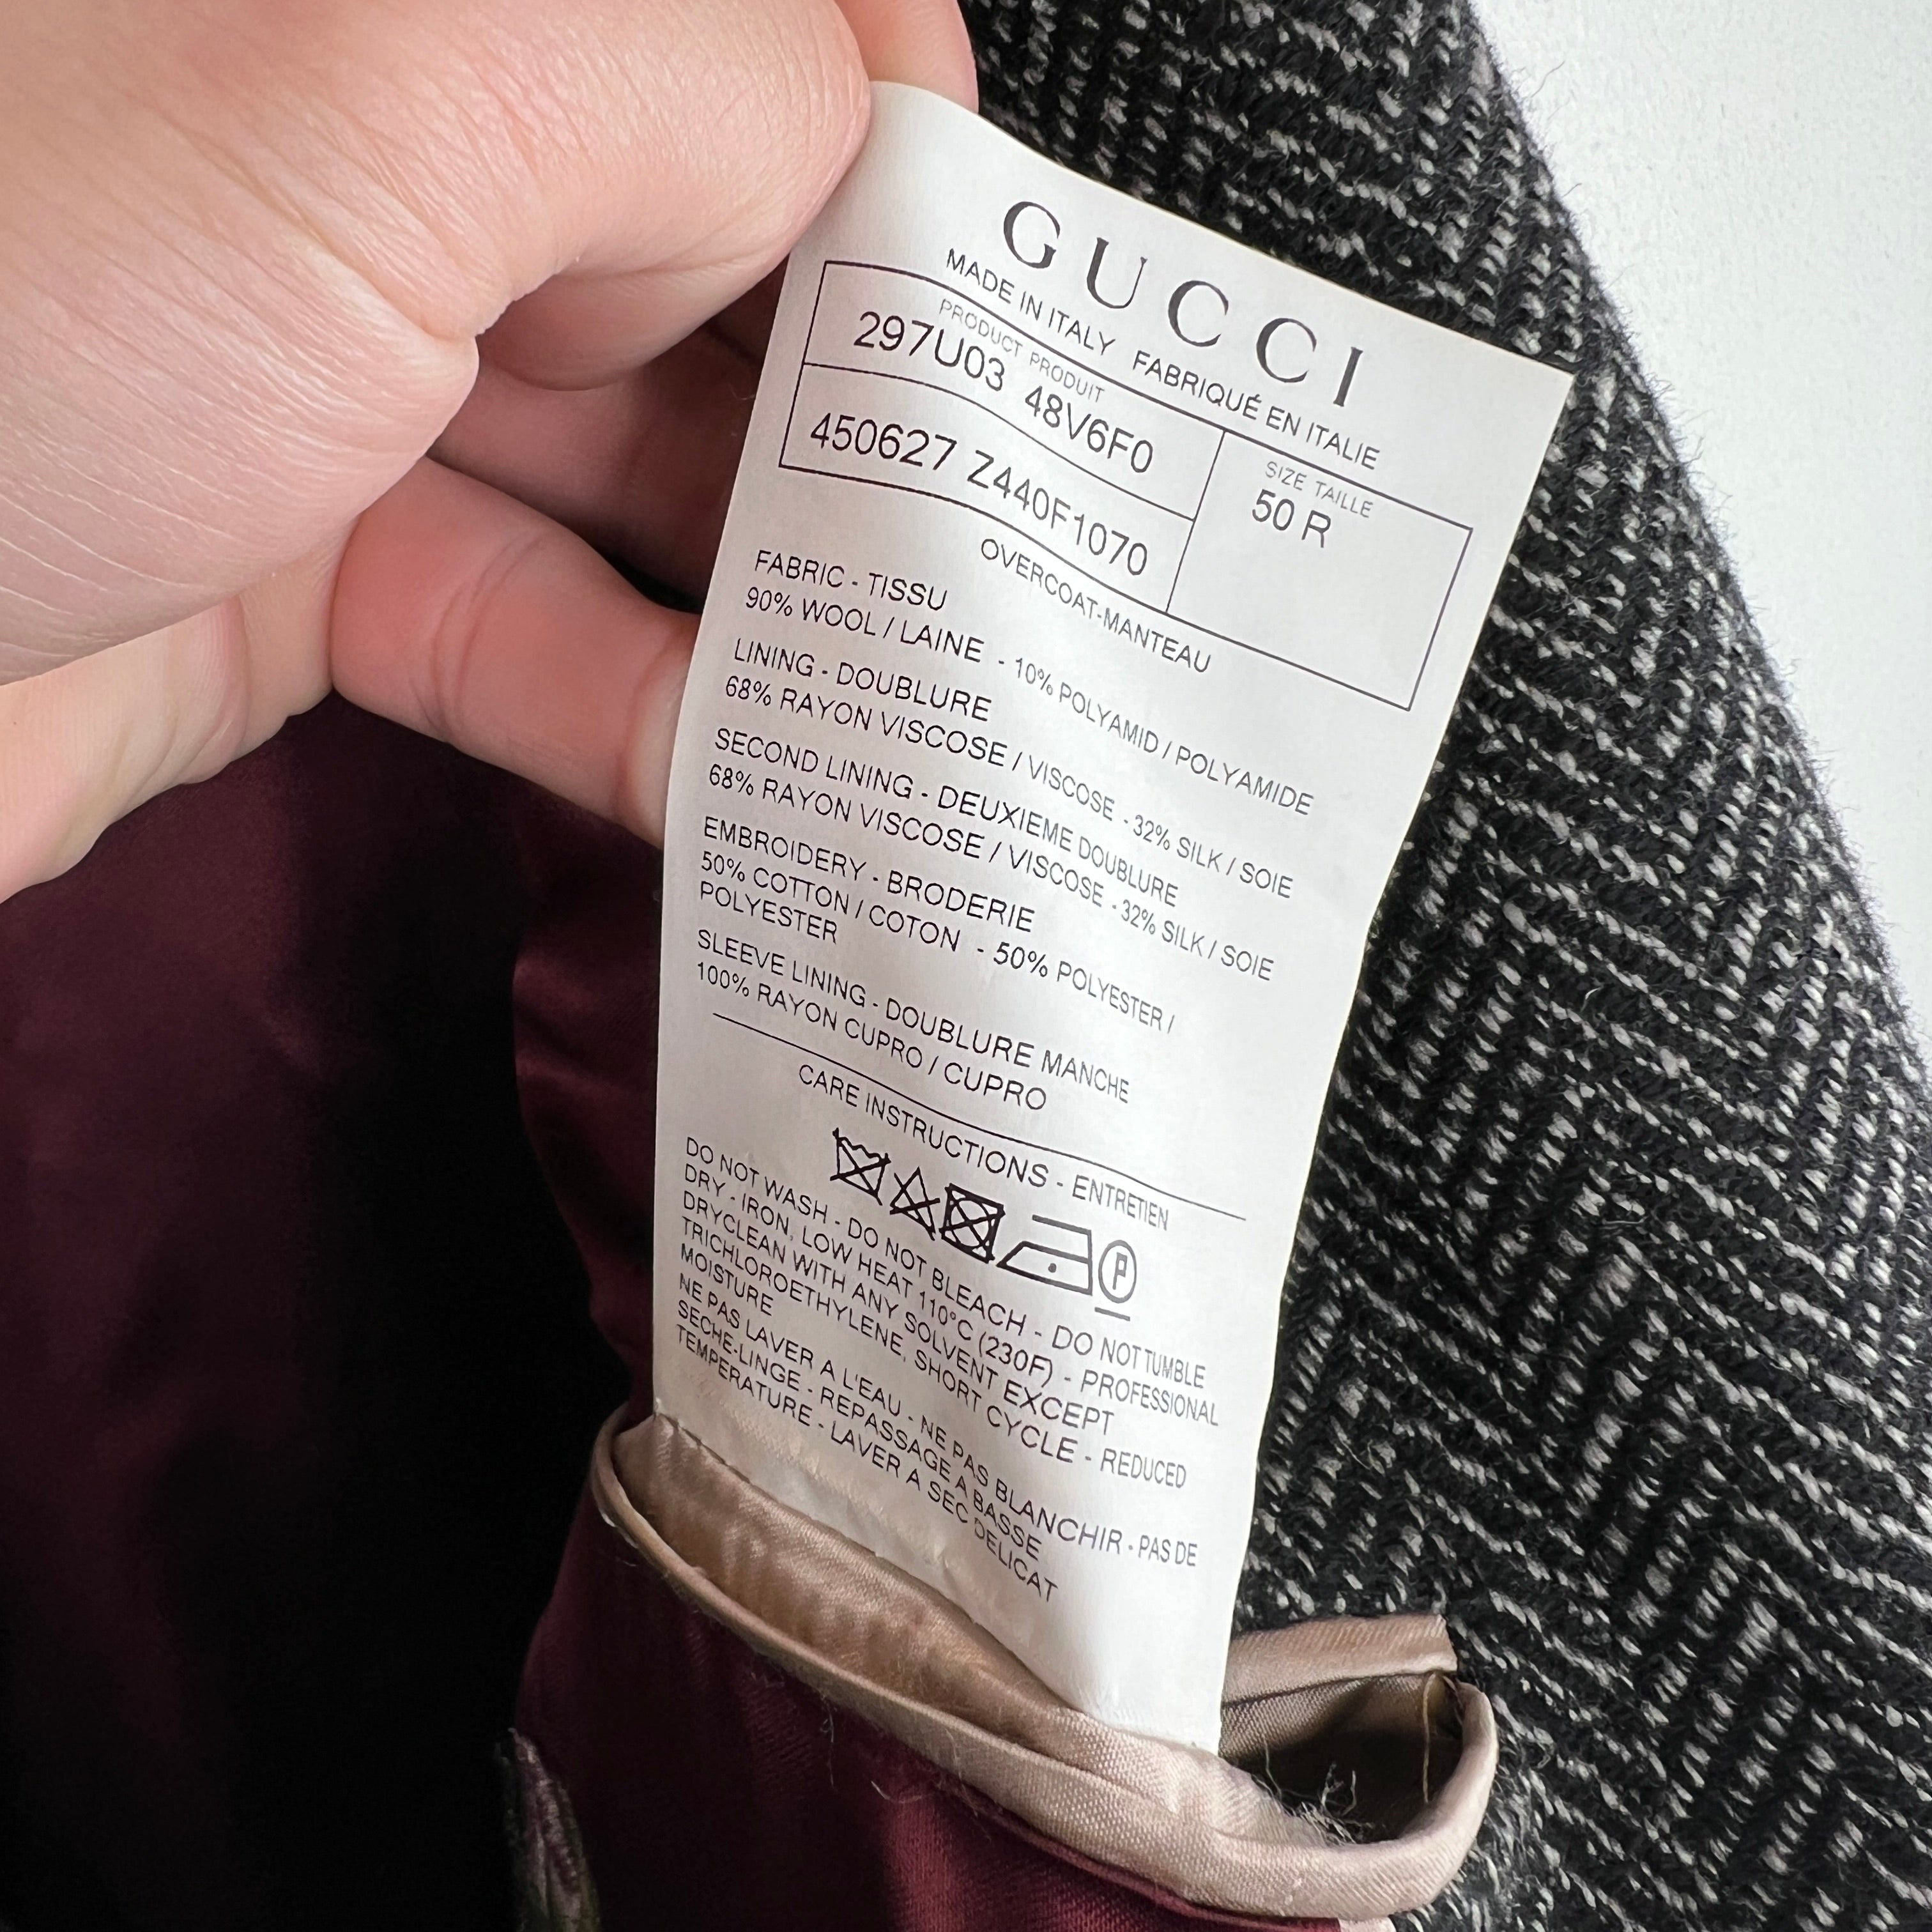 GUCCI
MADE IN ITALY FABRIQUÉ EN ITALIE
PRODUCT PRODUIT
297U03 48V6F0
450627 Z440F1070
SIZE TAILLE
50 R
OVERCOAT-MANTEAU
FABRIC - TISSU
90% WOOL / LAINE - 10% POLYAMID / POLYAMIDE
LINING - DOUBLURE
68% RAYON VISCOSE / VISCOSE - 32% SILK / SOIE
SECOND LINING - DEUXIEME DOUBLURE
68% RAYON VISCOSE / VISCOSE - 32% SILK / SOIE
EMBROIDERY - BRODERIE
50% COTTON / COTON - 50% POLYESTER /
POLYESTER
SLEEVE LINING - DOUBLURE MANCHE
100% RAYON CUPRO / CUPRO
CARE INSTRUCTIONS - ENTRETIEN
P
DO NOT WASH - DO NOT BLEACH - DO NOT TUMBLE
DRY - IRON, LOW HEAT 110°C (230F) - PROFESSIONAL
DRYCLEAN WITH ANY SOLVENT EXCEPT
TRICHLOROETHYLENE, SHORT CYCLE - REDUCED
MOISTURE
NE PAS LAVER A L'EAU - NE PAS BLANCHIR - PAS DE
SECHE-LINGE - REPASSAGE A BASSE
TEMPERATURE - LAVER A SEC DELICAT